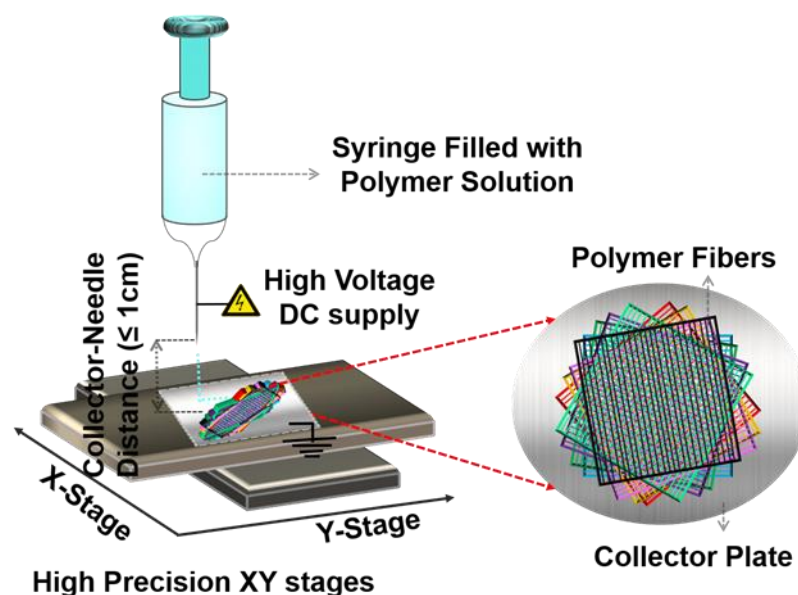 Syringe Filled with
Polymer Solution
High Voltage
DC supply
Collector-Needle
Distance (≤ 1cm)
Polymer Fibers
X-Stage
Y-Stage
Collector Plate
High Precision XY stages